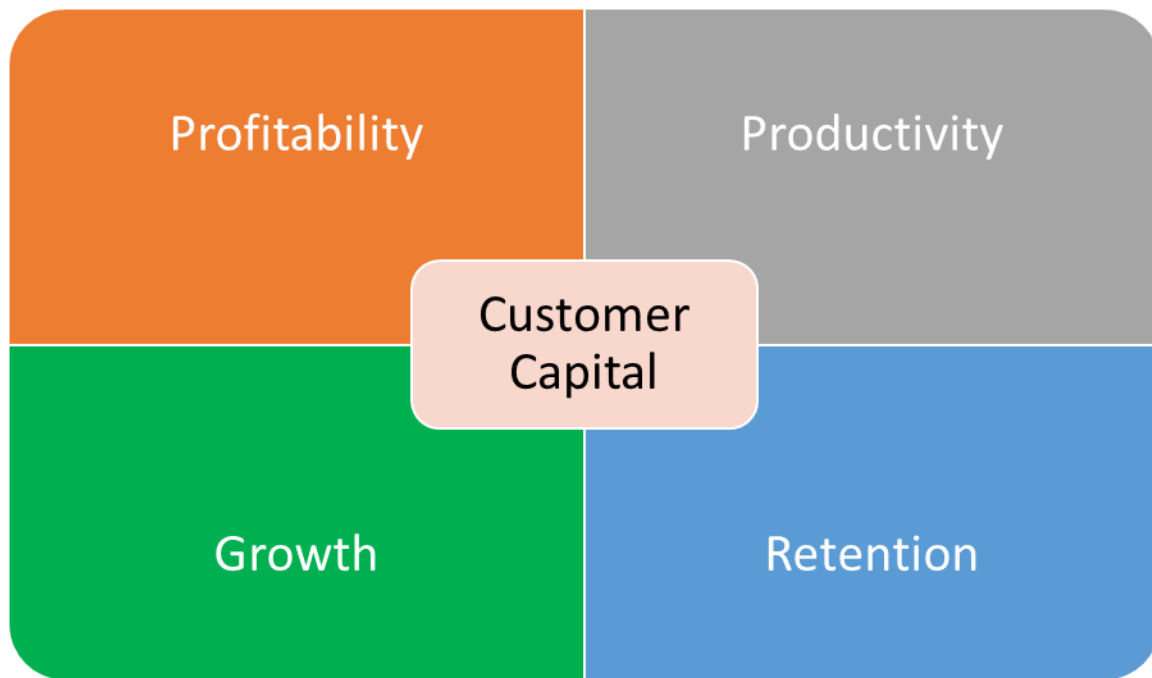 Profitability
Productivity
Customer
Capital
Growth
Retention